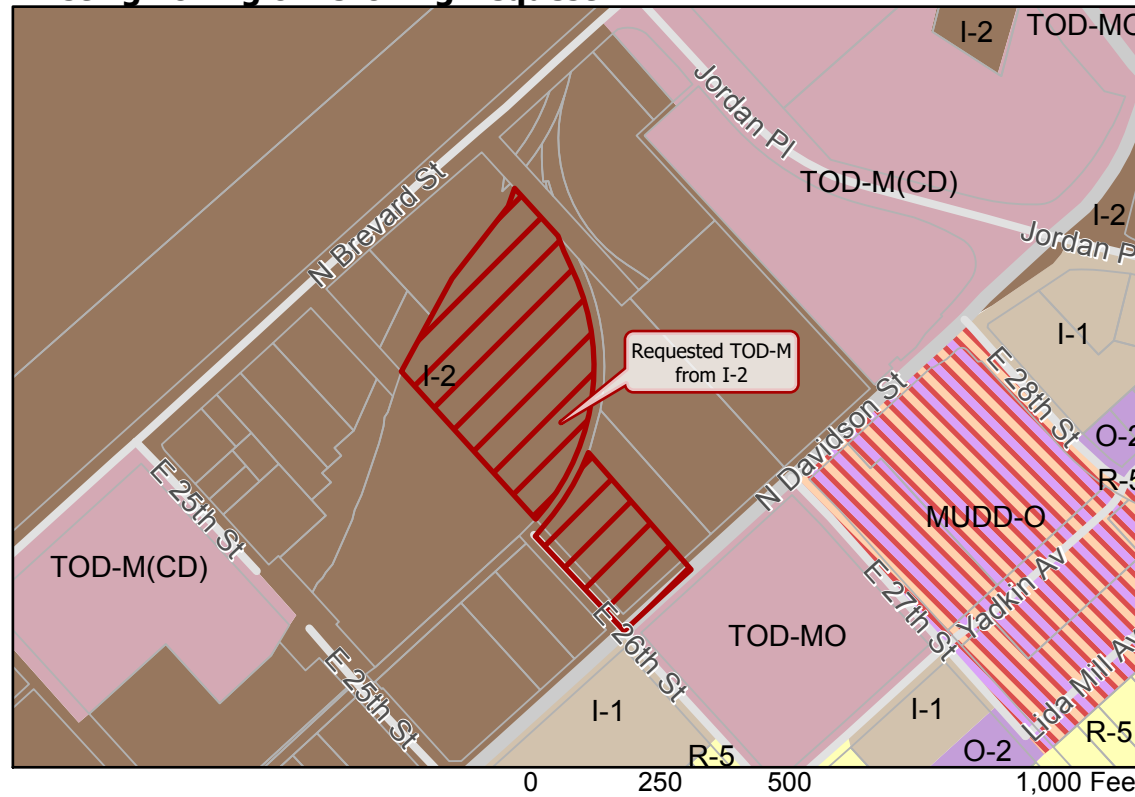 I-2
TOD-MO
Jordan Pl
TOD-M(CD)
N Brevard St
I-2
Jordan P
I-1
Requested TOD-M
from I-2
I-2
E 28th St
N Davidson St
O-2
R-5
MUDD-O
E 25th St
TOD-M(CD)
E 27th St
Yadkin Av
E 26th St
TOD-MO
E 25th St
Lida Mill Av
I-1
I-1
R-5
O-2
R-5
0 250 500 1,000 Fee